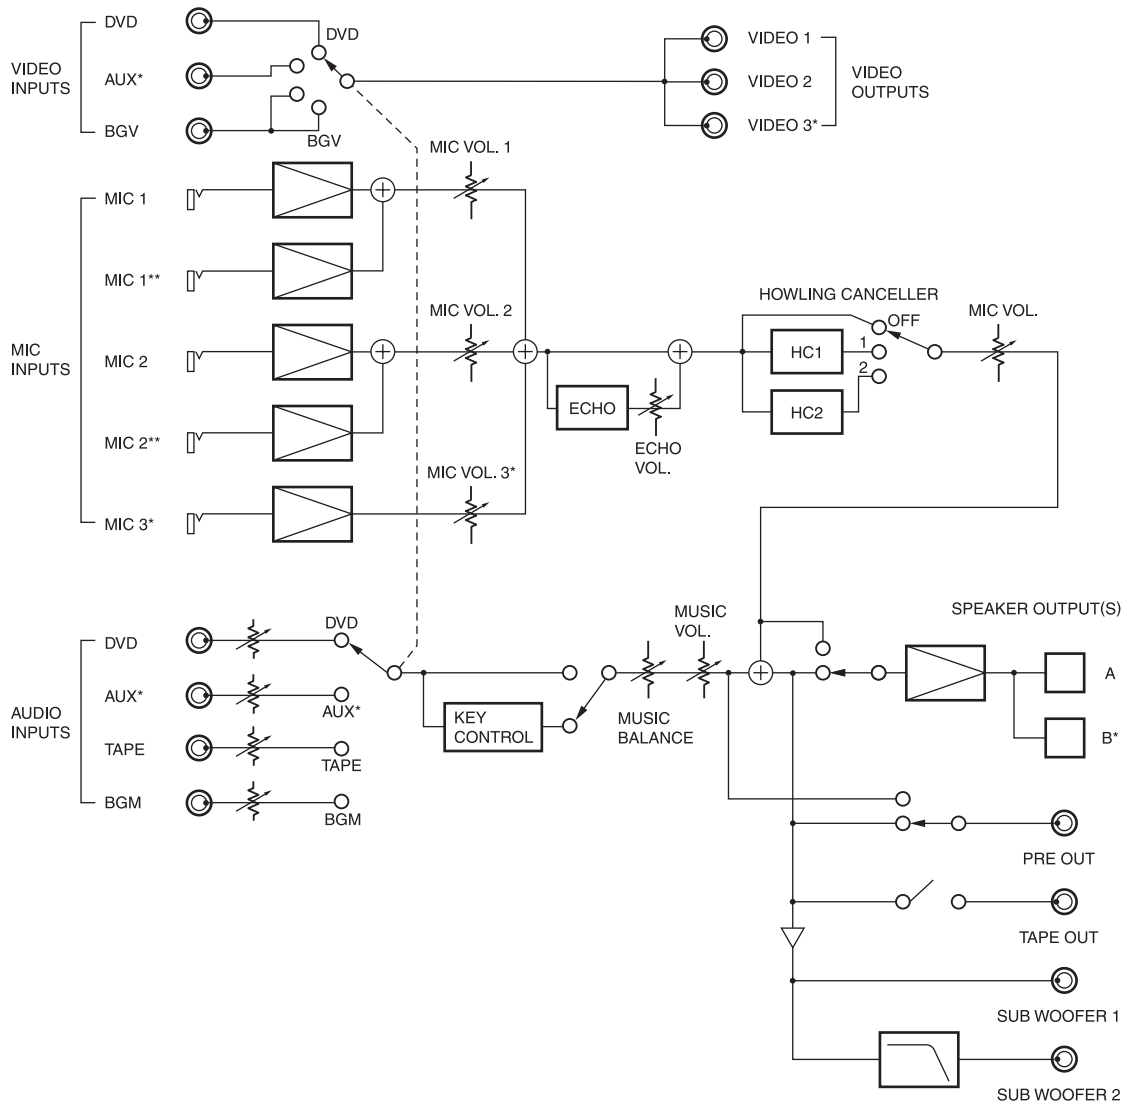 DVD
DVD
VIDEO 1
VIDEO
INPUTS
AUX*
VIDEO 2
VIDEO
OUTPUTS
BGV
VIDEO 3*
BGV
MIC VOL. 1
MIC 1
MIC 1**
MIC VOL. 2
HOWLING CANCELLER
MIC VOL.
OFF
MIC
INPUTS
MIC 2
HC1
1
2
ECHO
HC2
MIC 2**
ECHO
VOL.
MIC VOL. 3*
MIC 3*
MUSIC
VOL.
SPEAKER OUTPUT(S)
DVD
DVD
A
AUX*
AUX*
AUDIO
INPUTS
KEY
CONTROL
MUSIC
BALANCE
B*
TAPE
TAPE
BGM
BGM
PRE OUT
TAPE OUT
SUB WOOFER 1
SUB WOOFER 2